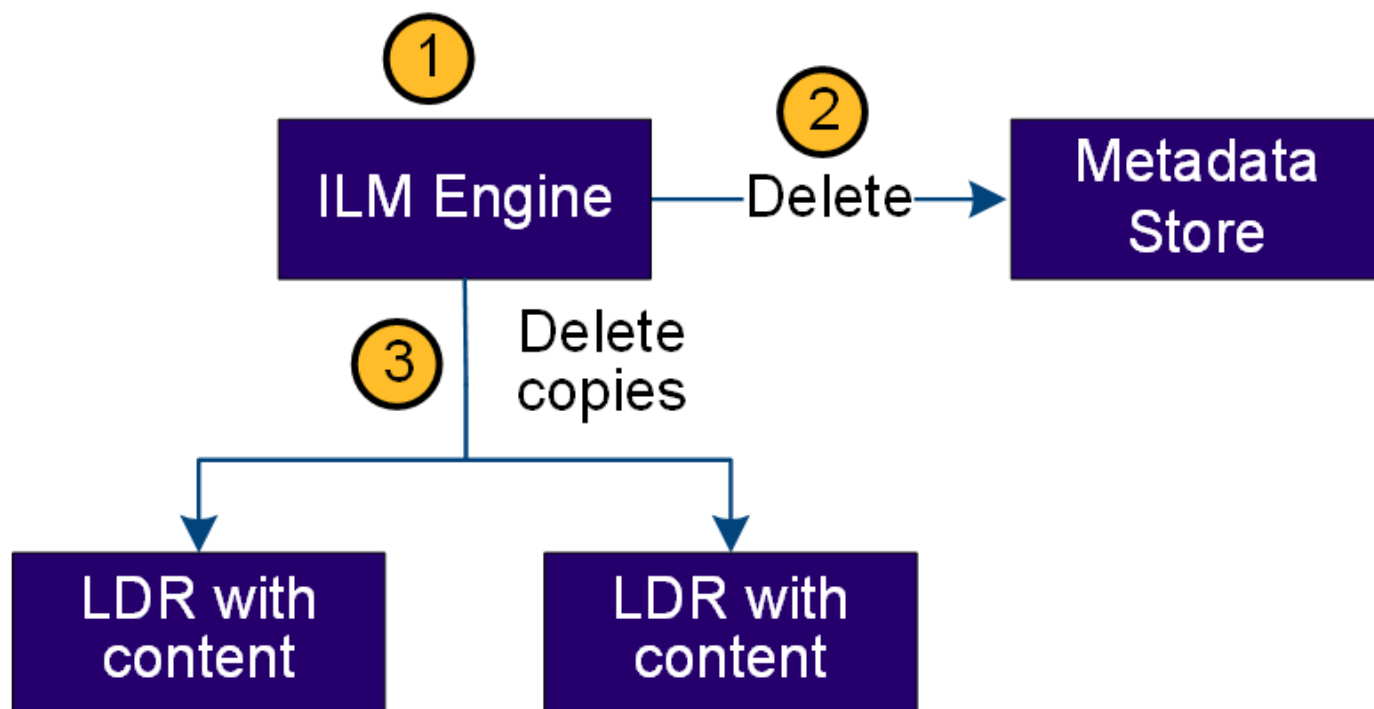 1
2
ILM Engine
Delete
Metadata
Store
3
Delete
copies
LDR with
content
LDR with
content